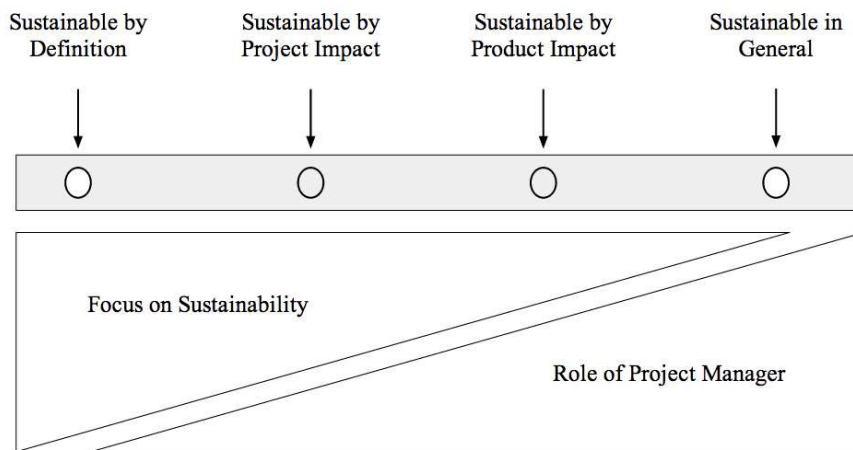 Sustainable by
Definition
Sustainable by
Project Impact
Sustainable by
Product Impact
Sustainable in
General
Focus on Sustainability
Role of Project Manager